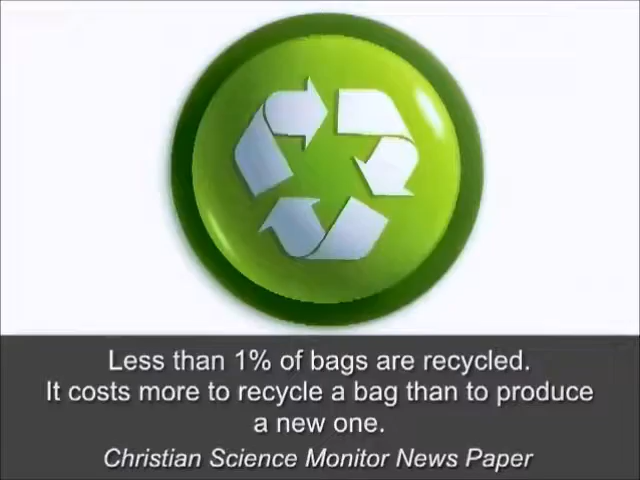 Less than 1% of bags are recycled.
It costs more to recycle a bag than to produce
a new one.
Christian Science Monitor News Paper